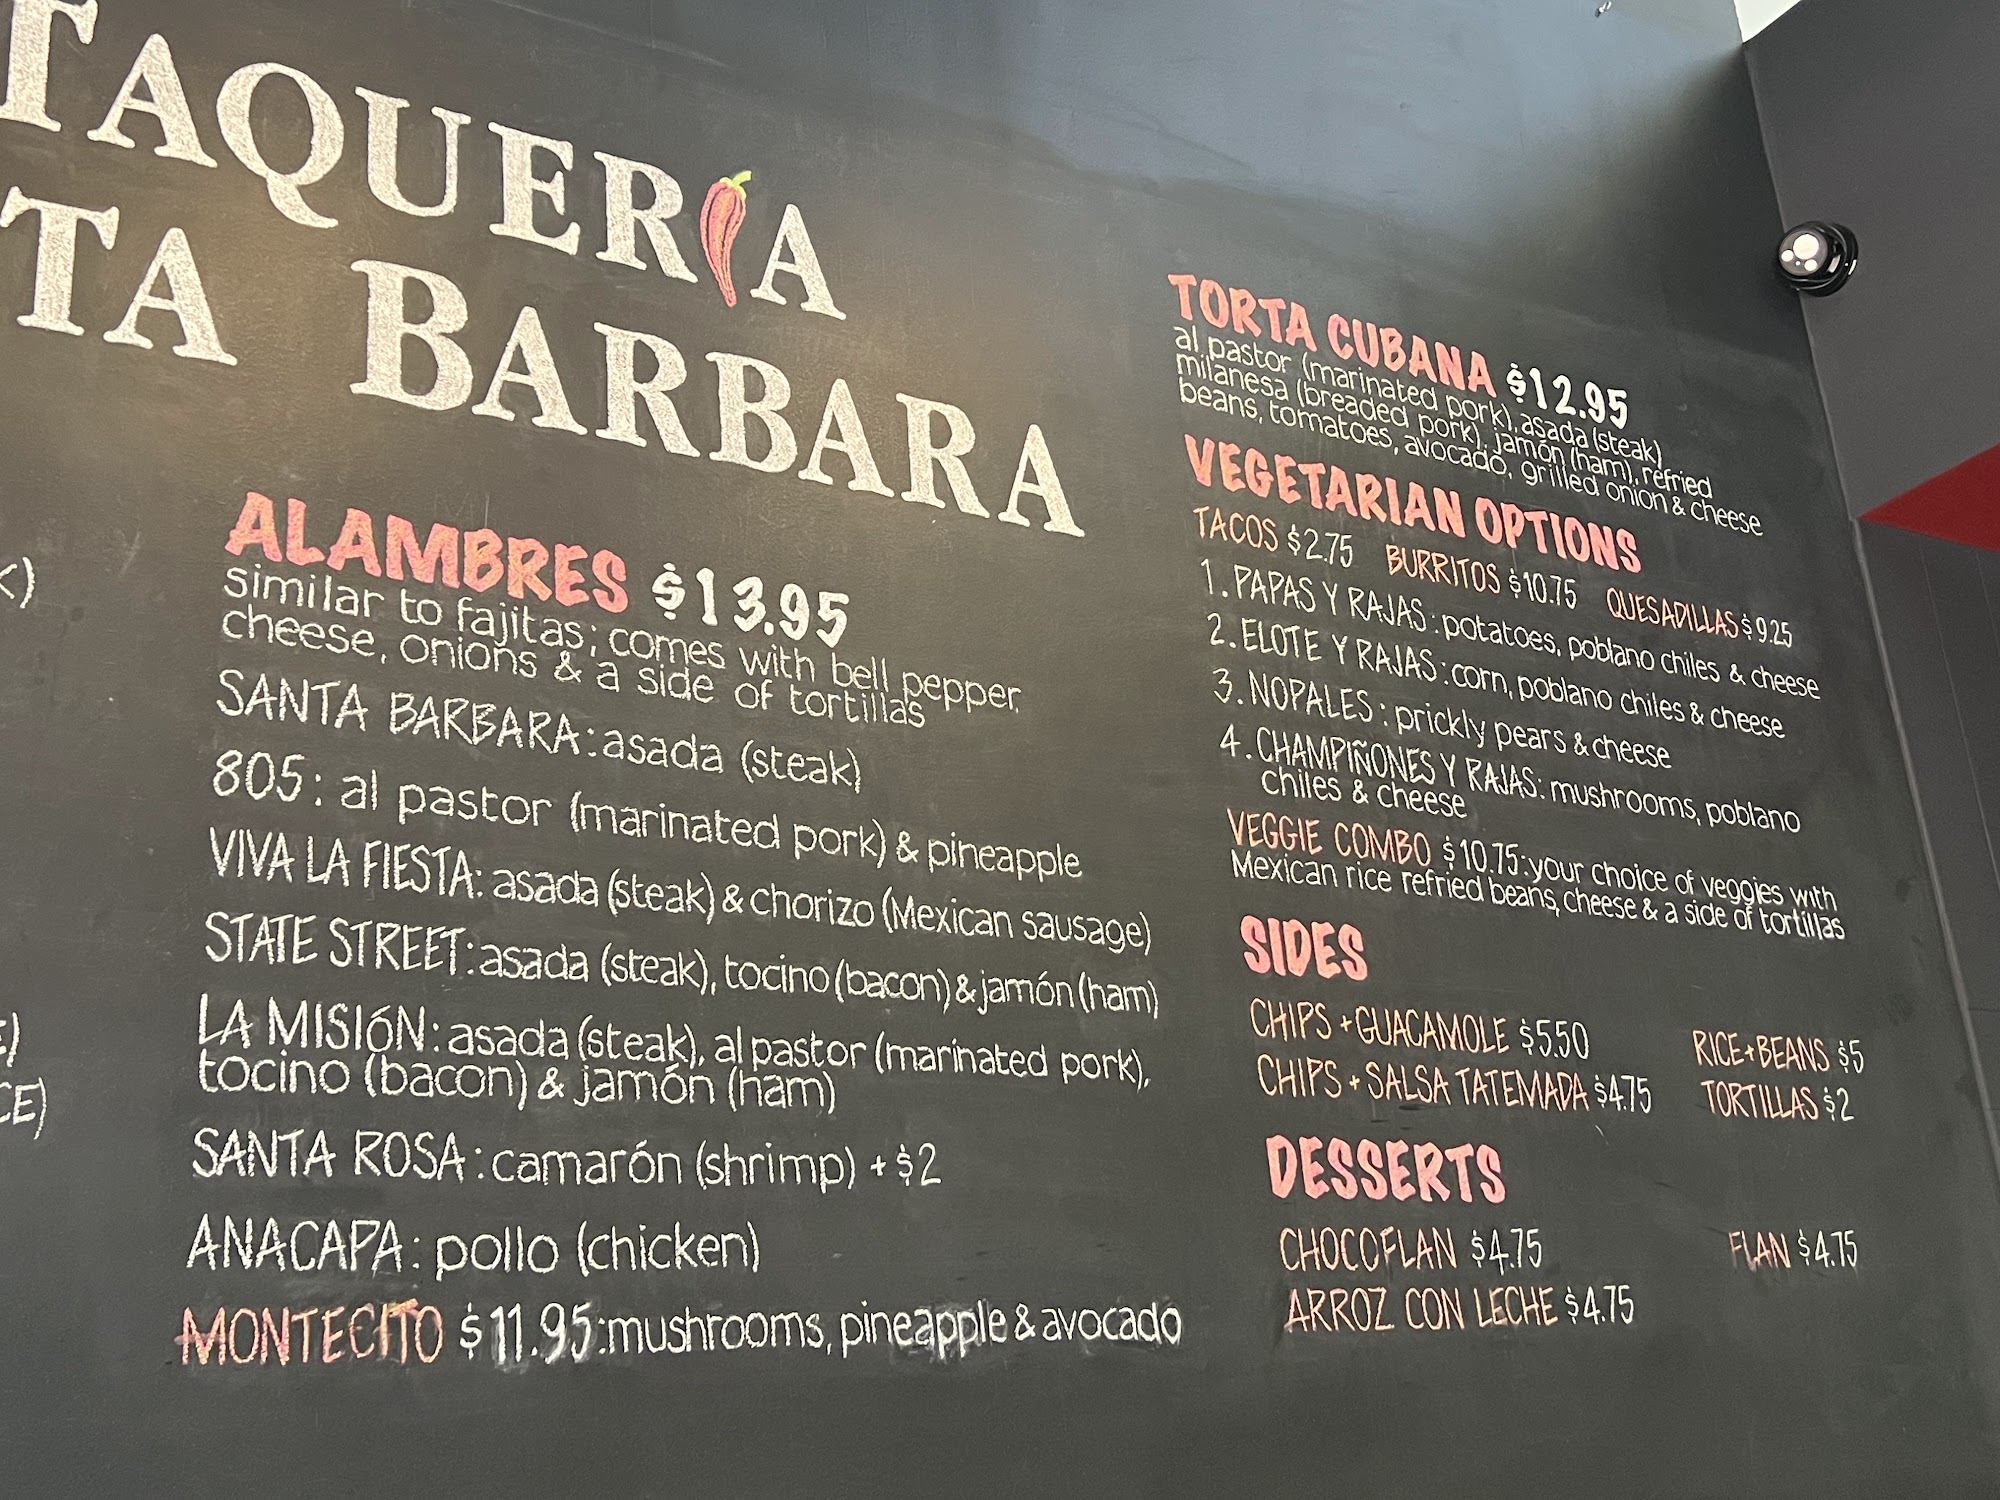 TAQUERIA
TA BARBARA
ALAMBRES $13.95
similar to fajitas; comes with bell pepper,
cheese, onions & a side of tortillas
SANTA BARBARA: asada (steak)
805: al pastor (marinated pork) & pineapple
VIVA LA FIESTA: asada (steak) & chorizo (Mexican sausage)
STATE STREET: asada (steak), tocino (bacon) & jamón (ham)
LA MISIÓN: asada (steak), al pastor (marinated pork),
tocino (bacon) & jamón (ham)
SANTA ROSA: camarón (shrimp) + $2
ANACAPA: pollo (chicken)
MONTECITO $11.95: mushrooms, pineapple & avocado
TORTA CUBANA $12.95
al pastor (marinated pork), asada (steak)
milanesa (breaded pork), jamón (ham), refried
beans, tomatoes, avocado, grilled onion & cheese
VEGETARIAN OPTIONS
TACOS $2.75 BURRITOS $10.75 QUESADILLAS $9.25
1. PAPAS Y RAJAS: potatoes, poblano chiles & cheese
2. ELOTE Y RAJAS: corn, poblano chiles & cheese
3. NOPALES: prickly pears & cheese
4. CHAMPIÑONES Y RAJAS: mushrooms, poblano
chiles & cheese
VEGGIE COMBO $10.75: your choice of veggies with
Mexican rice refried beans, cheese & a side of tortillas
SIDES
CHIPS + GUACAMOLE $5.50 RICE + BEANS $5
CHIPS + SALSA TATEMADA $4.75 TORTILLAS $2
DESSERTS
CHOCOFLAN $4.75 FLAN $4.75
ARROZ CON LECHE $4.75